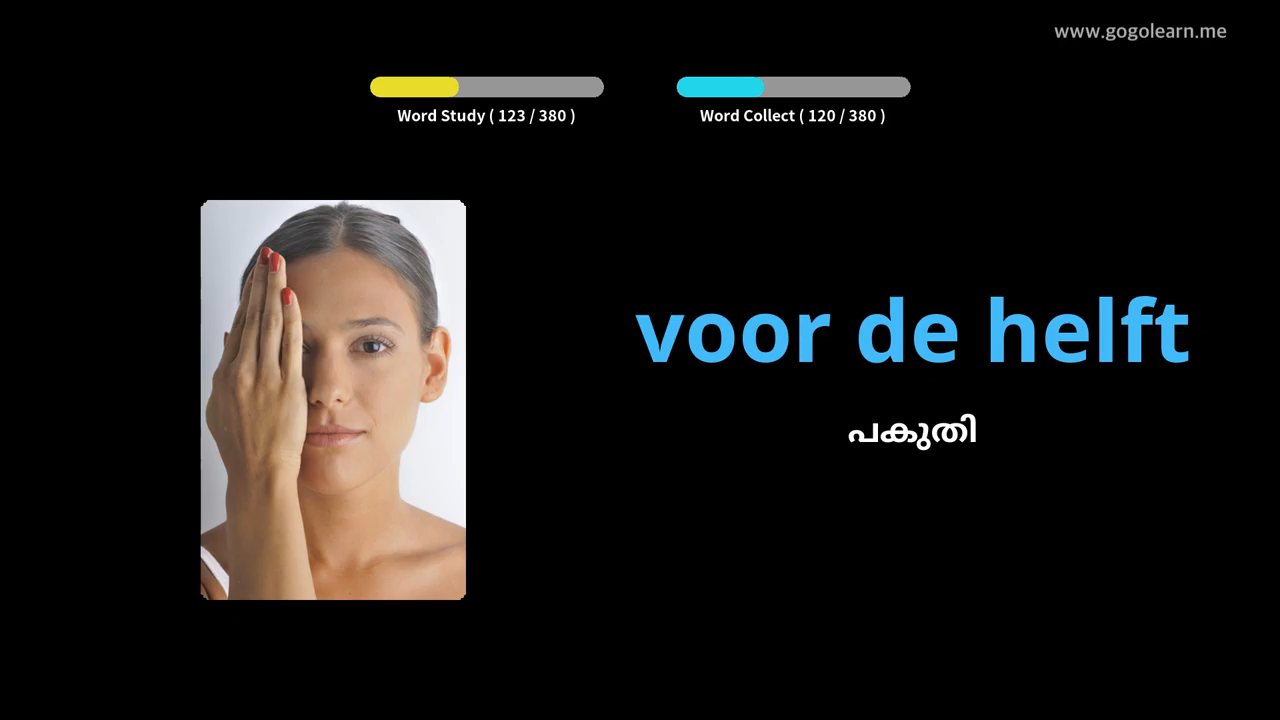 www.gogolearn.me
Word Study ( 123 / 380 )
Word Collect ( 120 / 380 )
voor de helft
പകുതി